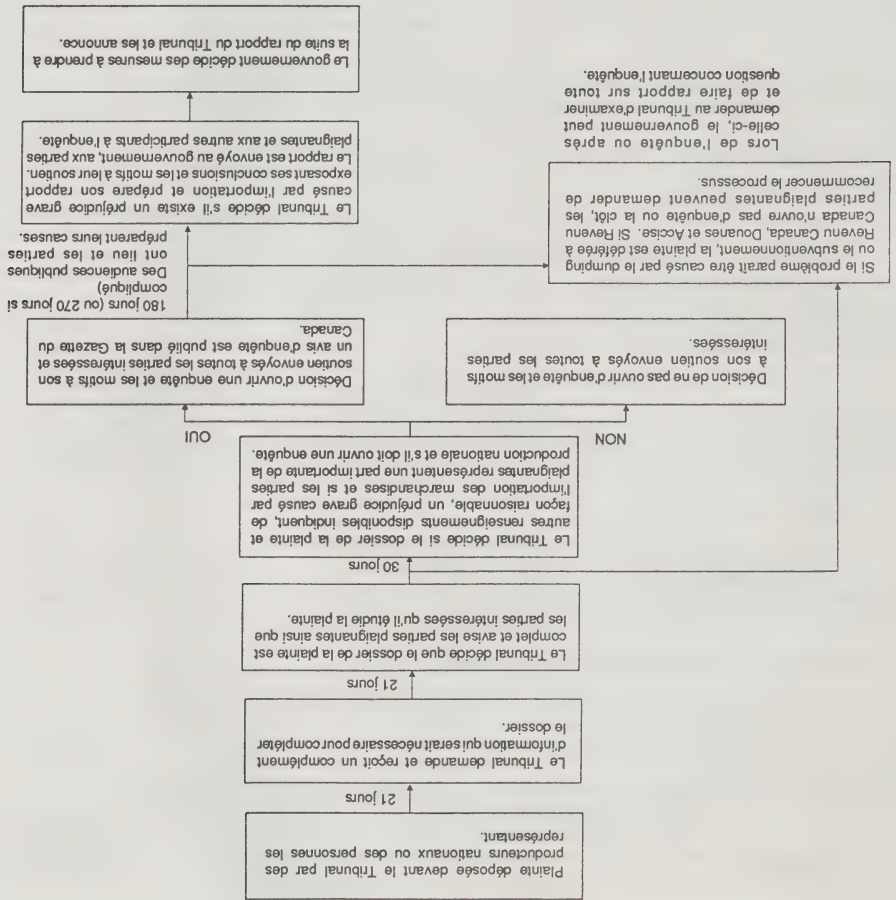 Plainte déposée devant le Tribunal par des
producteurs nationaux ou des personnes les
représentant.
21 jours
Le Tribunal demande et reçoit un complément
d'information qui serait nécessaire pour compléter
le dossier.
21 jours
Le Tribunal décide que le dossier de la plainte est
complet et avise les parties plaignantes ainsi que
les parties intéressées qu'il étudie la plainte.
30 jours
Le Tribunal décide si le dossier de la plainte et
autres renseignements disponibles indiquent, de
façon raisonnable, un préjudice grave causé par
l'importation des marchandises et si les parties
plaignantes représentent une part importante de la
production nationale et s'il doit ouvrir une enquête.
NON
OUI
Décision de ne pas ouvrir d'enquête et les motifs
à son soutien envoyés à toutes les parties
intéressées.
Décision d'ouvrir une enquête et les motifs à son
soutien envoyés à toutes les parties intéressées et
un avis d'enquête est publié dans la Gazette du
Canada.
180 jours (ou 270 jours si
compliqué)
Des audiences publiques
ont lieu et les parties
préparent leurs causes.
Si le problème paraît être causé par le dumping
ou le subventionnement, la plainte est déférée à
Revenu Canada, Douanes et Accise. Si Revenu
Canada n'ouvre pas d'enquête ou la clôt, les
parties plaignantes peuvent demander de
recommencer le processus.
Le Tribunal décide s'il existe un préjudice grave
causé par l'importation et prépare son rapport
exposant ses conclusions et les motifs à leur soutien.
Le rapport est envoyé au gouvernement, aux parties
plaignantes et aux autres participants à l'enquête.
Lors de l'enquête ou après
celle-ci, le gouvernement peut
demander au Tribunal d'examiner
et de faire rapport sur toute
question concernant l'enquête.
Le gouvernement décide des mesures à prendre à
la suite du rapport du Tribunal et les annonce.